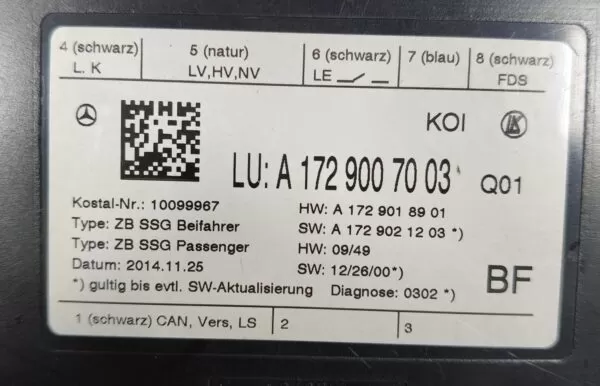 4 (schwarz) 5 (natur) 6 (schwarz) 7 (blau) 8 (schwarz)
L. K LV,HV,NV LE FDS
KOI
LU: A 172 900 70 03 Q01
Kostal-Nr.: 10099967 HW: A 172 901 89 01
Type: ZB SSG Beifahrer SW: A 172 902 12 03 *)
Type: ZB SSG Passenger HW: 09/49
Datum: 2014.11.25 SW: 12/26/00*) BF
*) gultig bis evtl. SW-Aktualisierung Diagnose: 0302 *)
1 (schwarz) CAN, Vers, LS 2 3